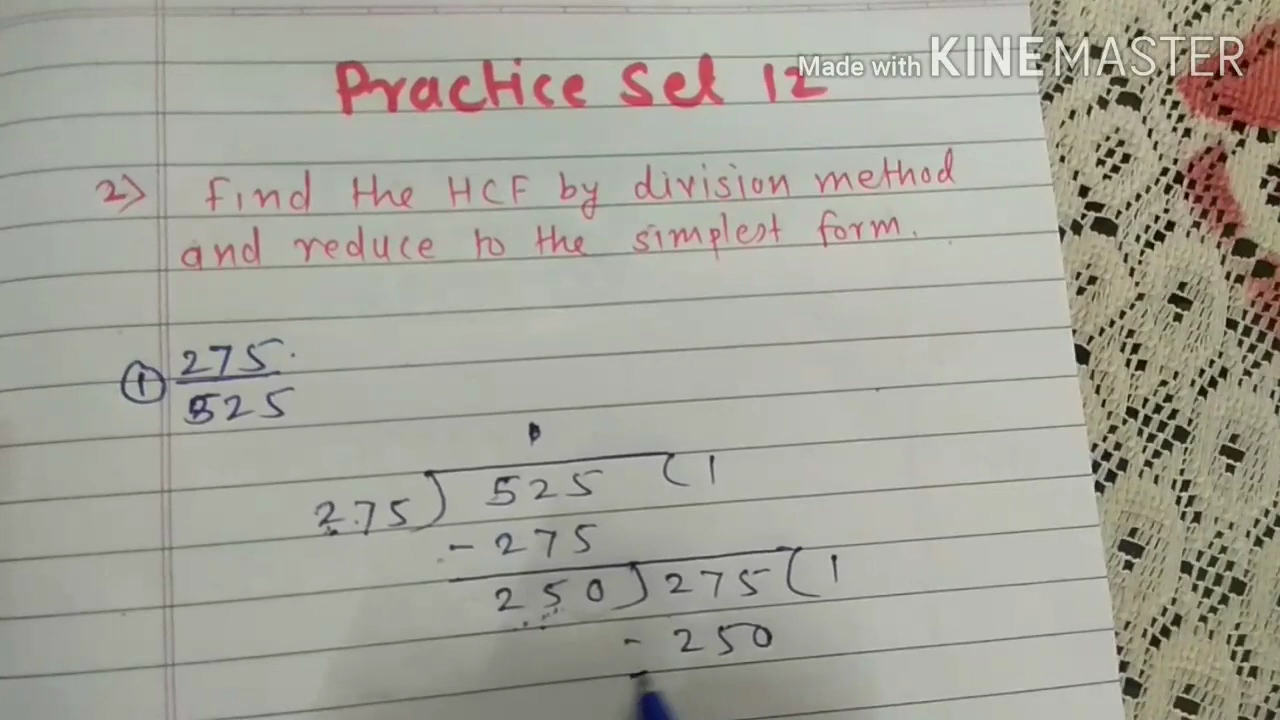 Made with KINEMASTER
Practice Set 12
2) Find the HCF by division method
and reduce to the simplest form.
① 275
525
275) 525 (1
- 275
250) 275 (1
- 250